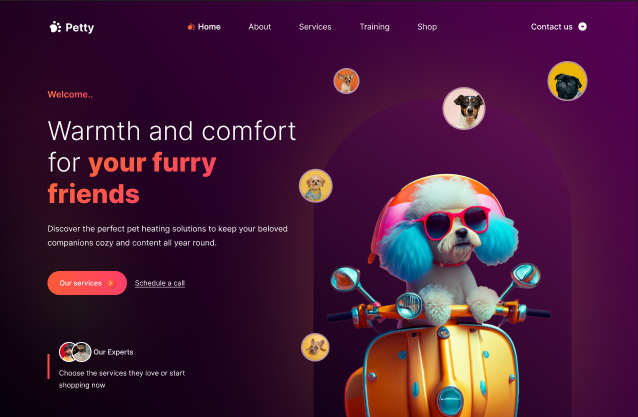 Petty
Home
About
Services
Training
Shop
Contact us
Welcome..
Warmth and comfort
for your furry
friends
Discover the perfect pet heating solutions to keep your beloved
companions cozy and content all year round.
Our services
Schedule a call
Our Experts
Choose the services they love or start
shopping now